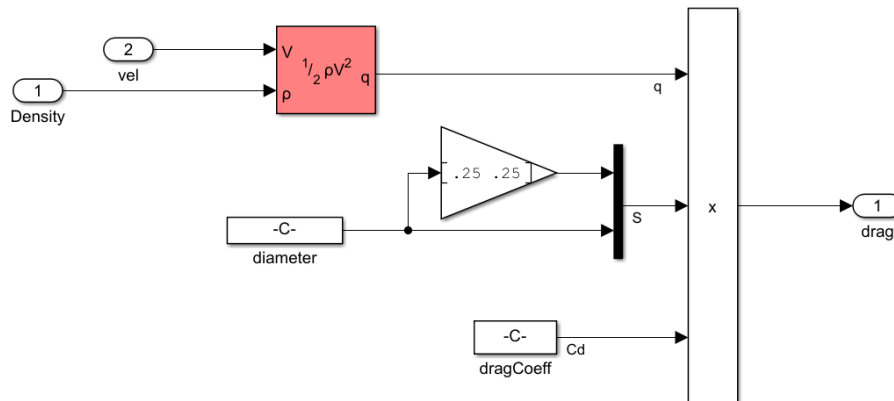 2
vel
1
Density
V
ρ
1/2 ρV²
q
q
[.25 .25]
-C-
diameter
S
x
1
drag
-C-
dragCoeff
Cd